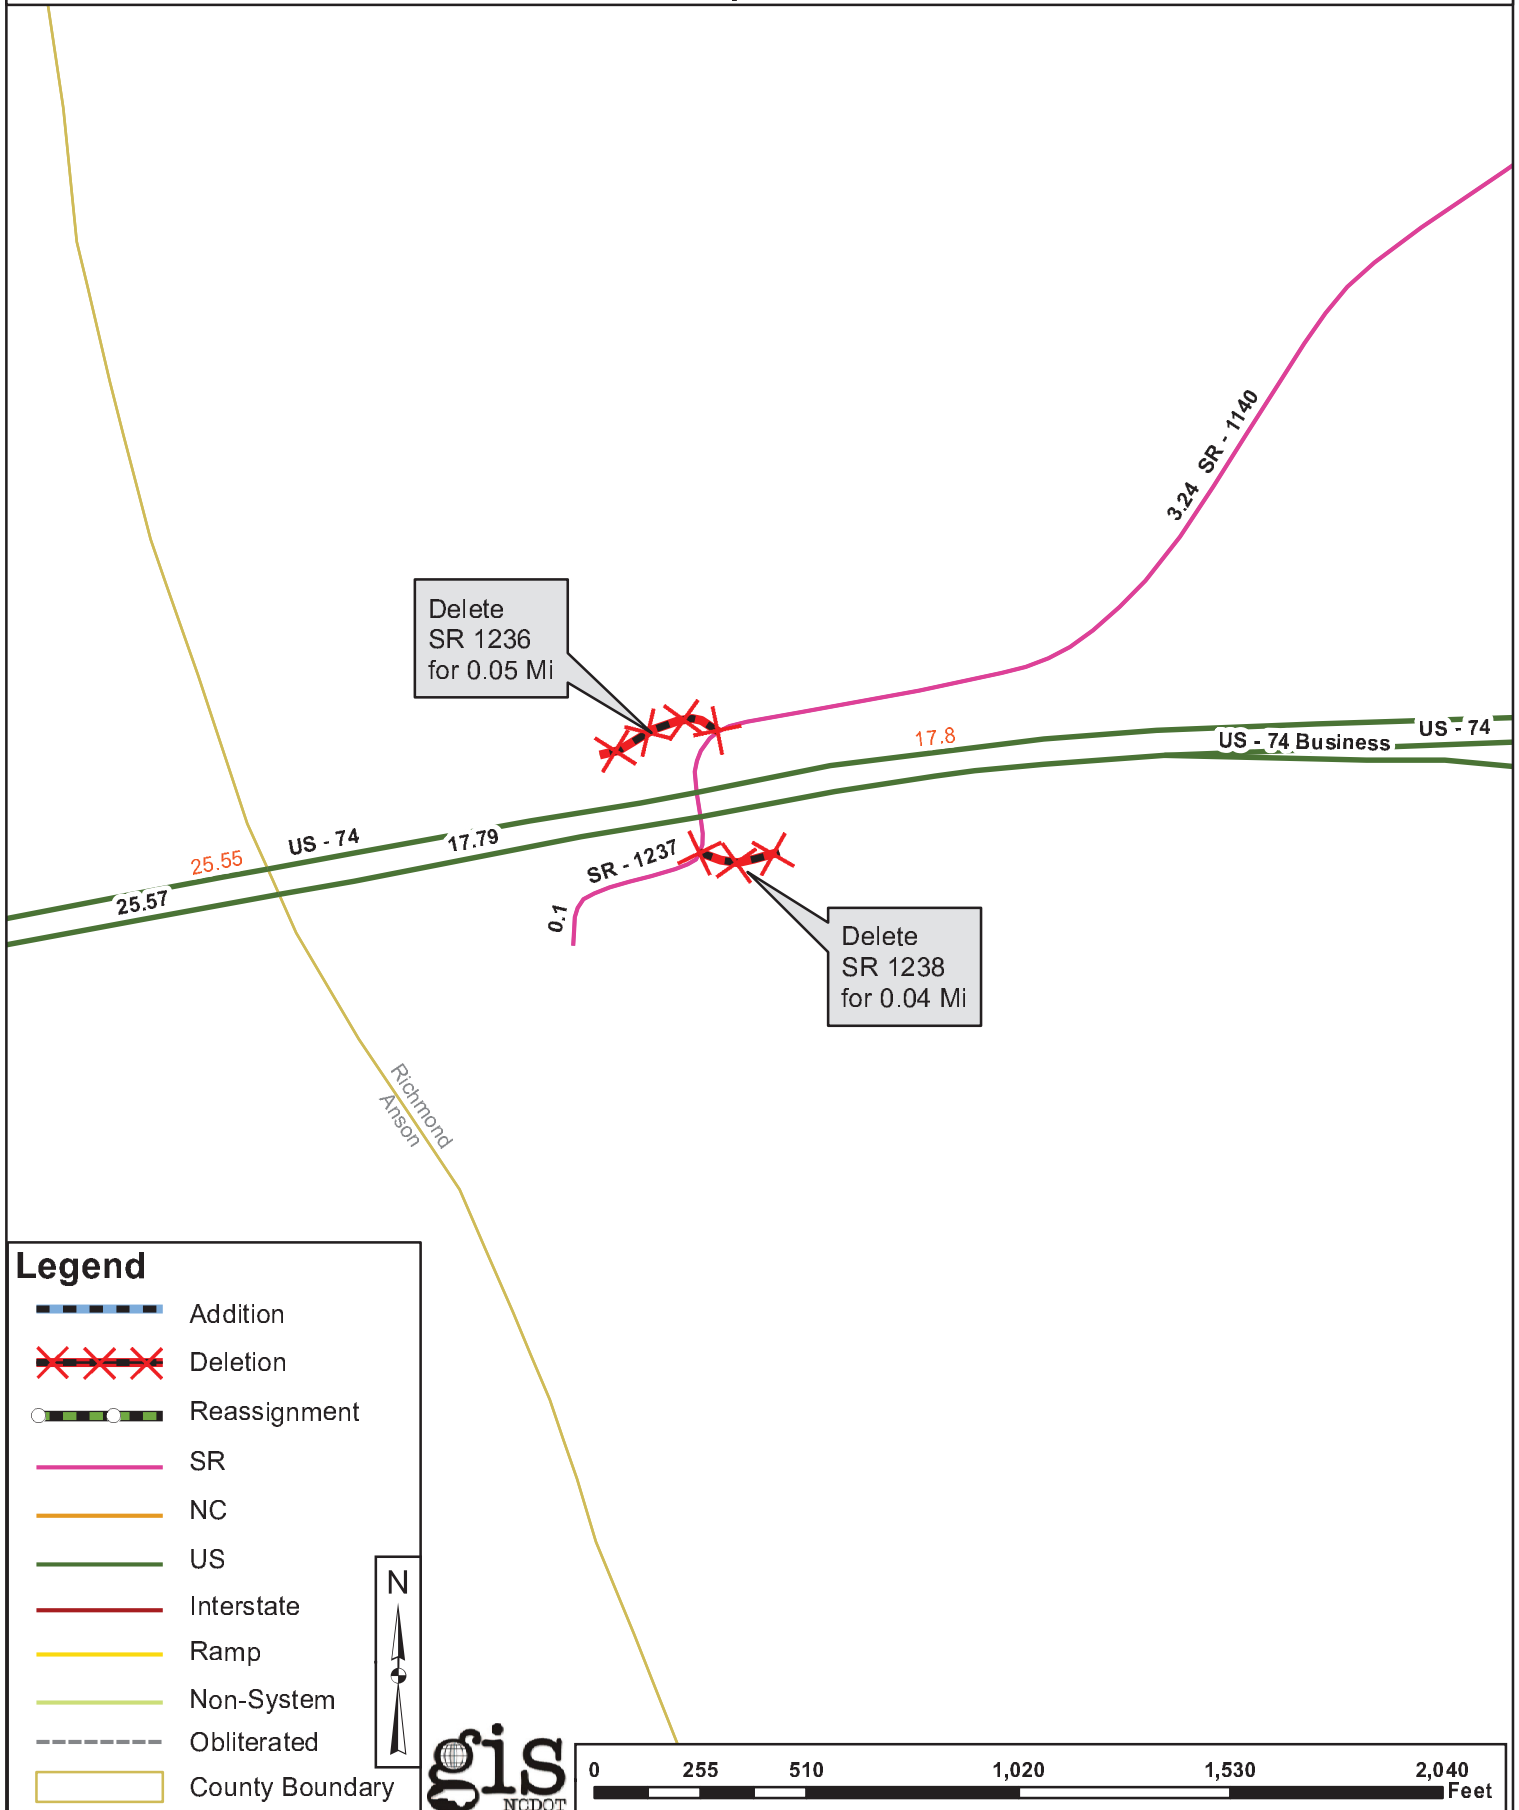 3.24 SR - 1140
Delete
SR 1236
for 0.05 Mi
17.8
US - 74
US - 74 Business
US - 74
17.79
25.55
25.57
SR - 1237
0.1
Delete
SR 1238
for 0.04 Mi
Richmond
Anson
Legend
Addition
Deletion
Reassignment
SR
NC
US
Interstate
Ramp
Non-System
Obliterated
County Boundary
N
gis
NCDOT
0 255 510 1,020 1,530 2,040
Feet